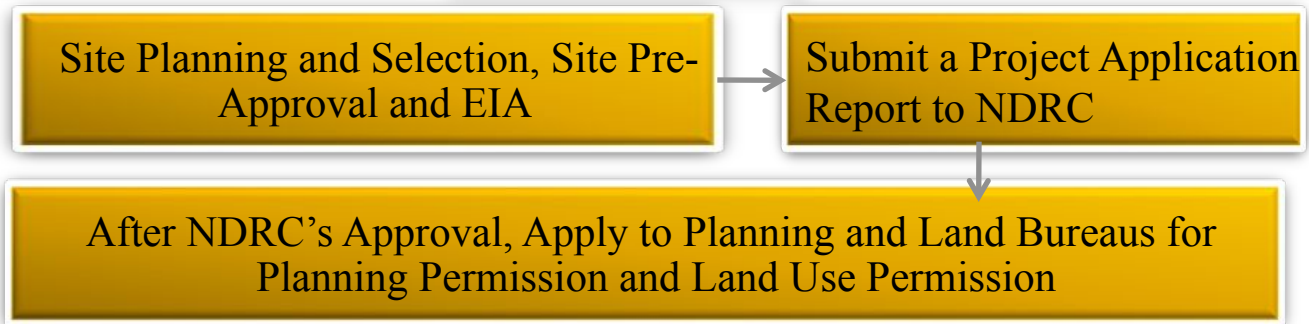 Site Planning and Selection, Site Pre-
Approval and EIA
Submit a Project Application
Report to NDRC
After NDRC’s Approval, Apply to Planning and Land Bureaus for
Planning Permission and Land Use Permission